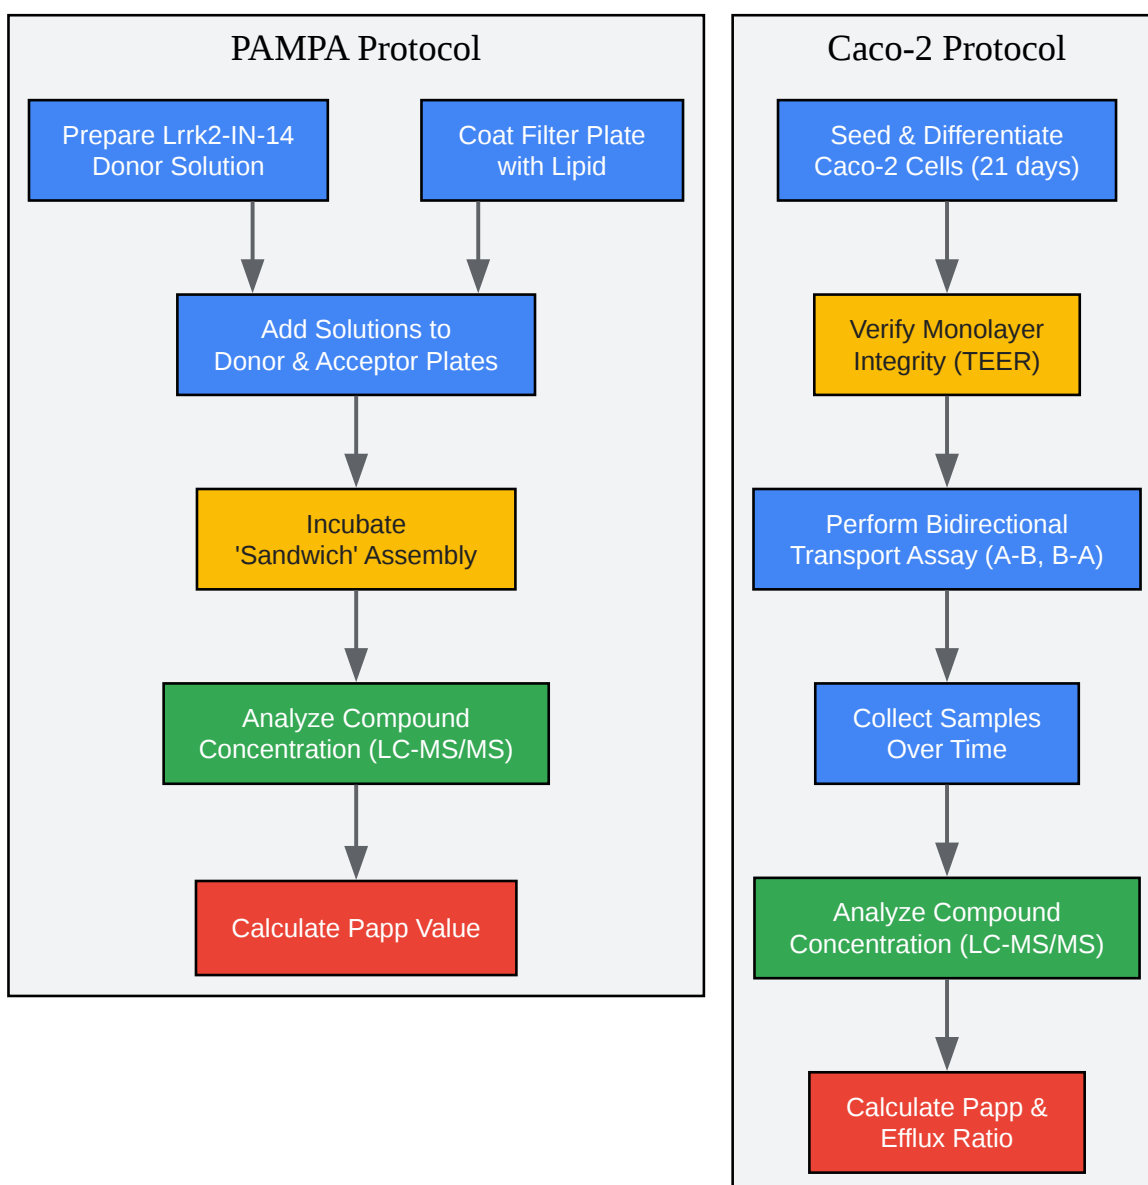 PAMPA Protocol
Prepare Lrrk2-IN-14
Donor Solution
Coat Filter Plate
with Lipid
Add Solutions to
Donor & Acceptor Plates
Incubate
'Sandwich' Assembly
Analyze Compound
Concentration (LC-MS/MS)
Calculate Papp Value
Caco-2 Protocol
Seed & Differentiate
Caco-2 Cells (21 days)
Verify Monolayer
Integrity (TEER)
Perform Bidirectional
Transport Assay (A-B, B-A)
Collect Samples
Over Time
Analyze Compound
Concentration (LC-MS/MS)
Calculate Papp &
Efflux Ratio